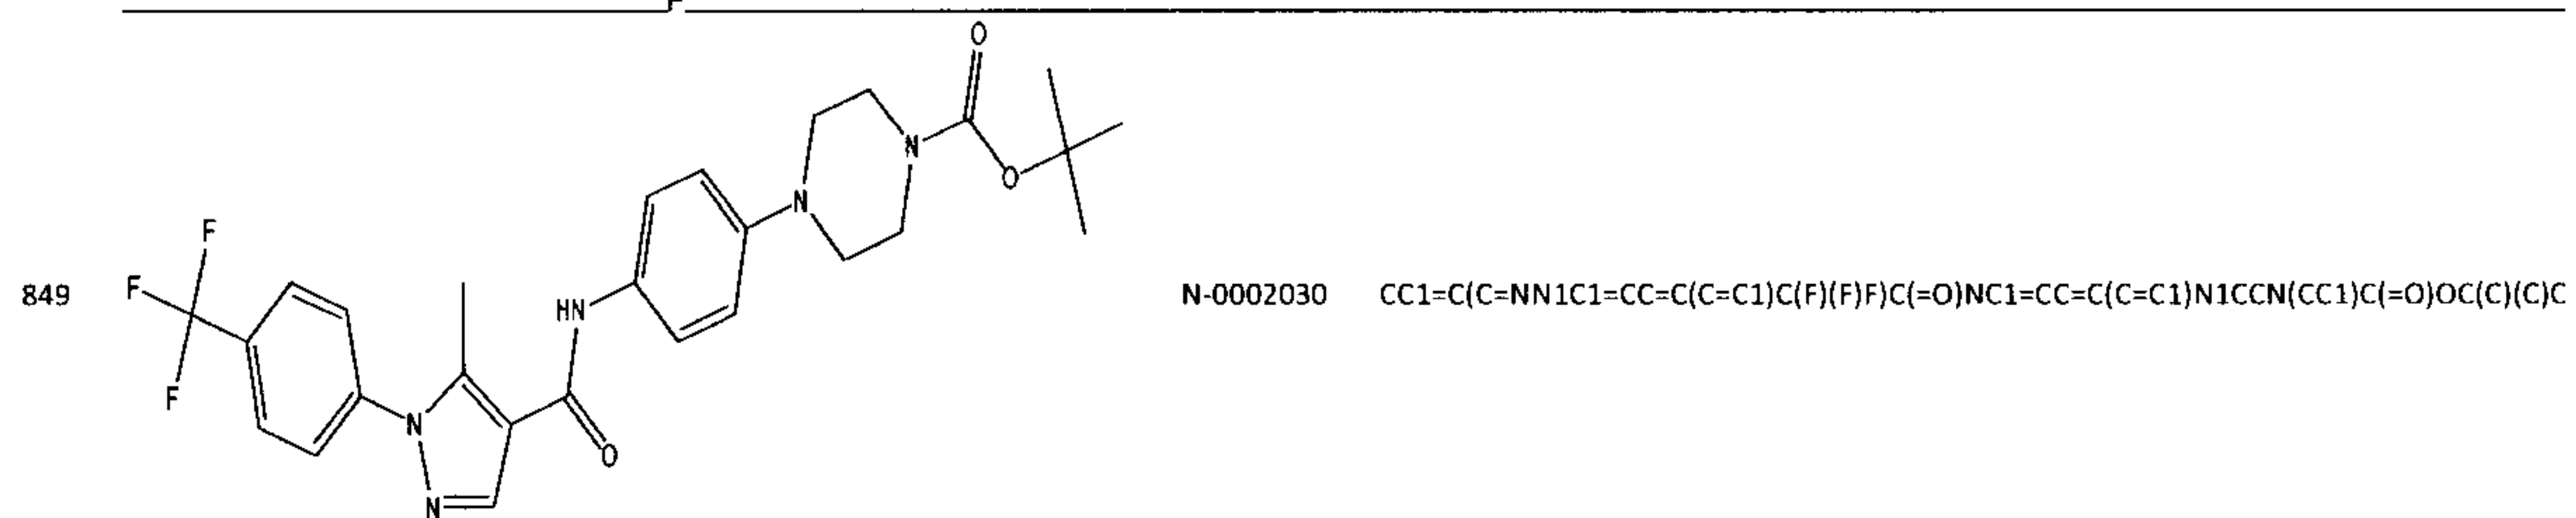 F
O
N
O
N
F
F
HN
849
N-0002030
CC1=C(C=NN1C1=CC=C(C=C1)C(F)(F)F)C(=O)NC1=CC=C(C=C1)N1CCN(CC1)C(=O)OC(C)(C)C
F
N
O
N